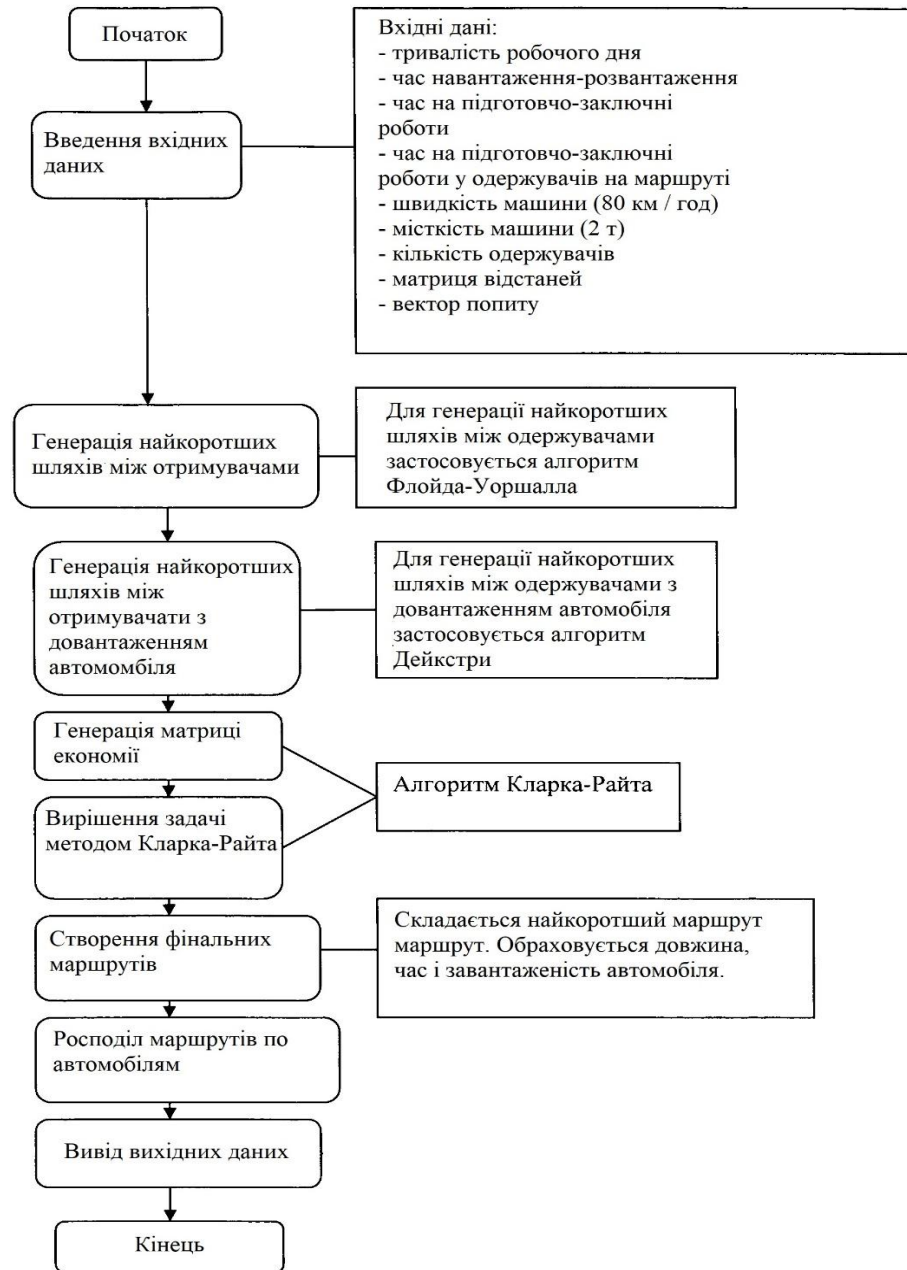 Початок
Вхідні дані:
- тривалість робочого дня
- час навантаження-розвантаження
- час на підготовчо-заключні
роботи
- час на підготовчо-заключні
роботи у одержувачів на маршруті
- швидкість машини (80 км / год)
- місткість машини (2 т)
- кількість одержувачів
- матриця відстаней
- вектор попиту
Введення вхідних
даних
Генерація найкоротших
шляхів між отримувачами
Для генерації найкоротших
шляхів між одержувачами
застосовується алгоритм
Флойда-Уоршалла
Генерація найкоротших
шляхів між
отримувачати з
довантаженням
автомомбіля
Для генерації найкоротших
шляхів між одержувачами з
довантаженням автомобіля
застосовується алгоритм
Дейкстри
Генерація матриці
економії
Алгоритм Кларка-Райта
Вирішення задачі
методом Кларка-Райта
Створення фінальних
маршрутів
Складається найкоротший маршрут
маршрут. Обраховується довжина,
час і завантаженість автомобіля.
Росподіл маршрутів по
автомобілям
Вивід вихідних даних
Кінець